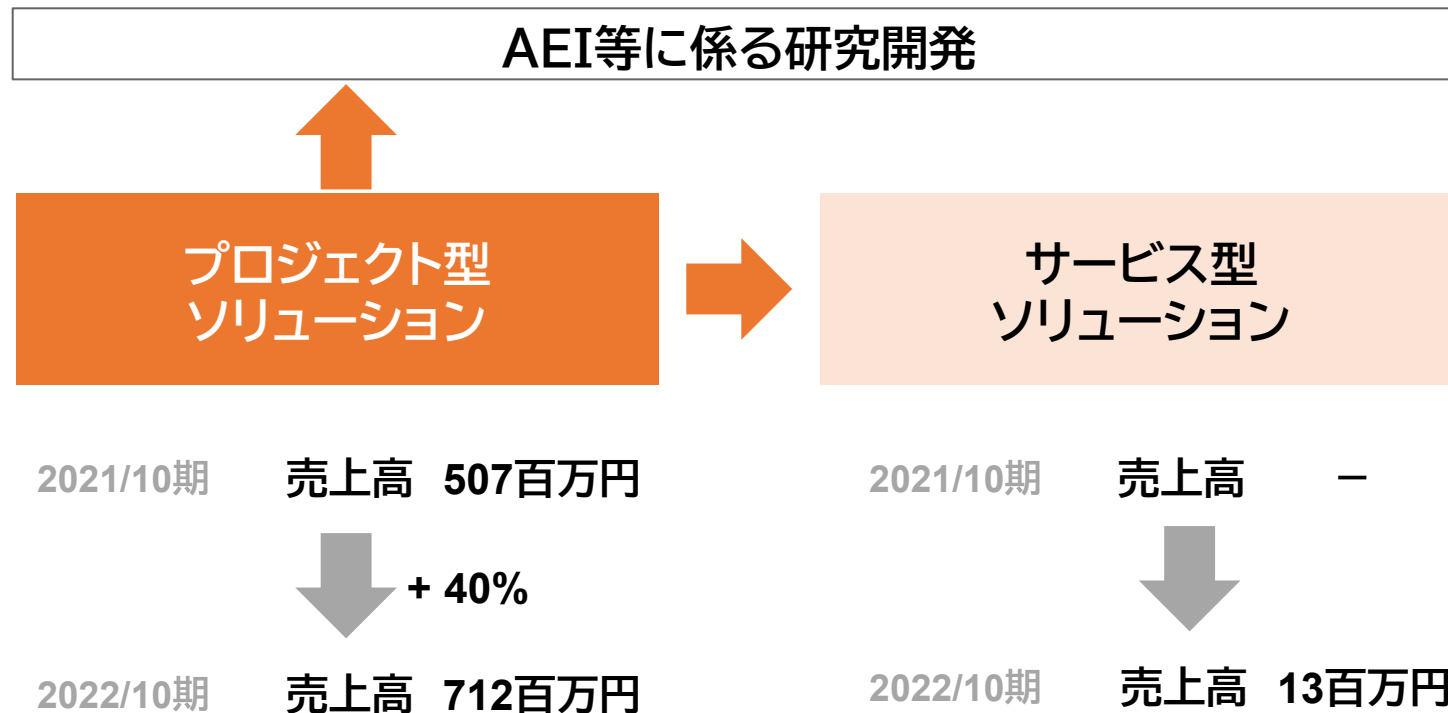 AEI等に係る研究開発
プロジェクト型
ソリューション
サービス型
ソリューション
2021/10期 売上高 507百万円
2021/10期 売上高 －
+ 40%
2022/10期 売上高 712百万円
2022/10期 売上高 13百万円